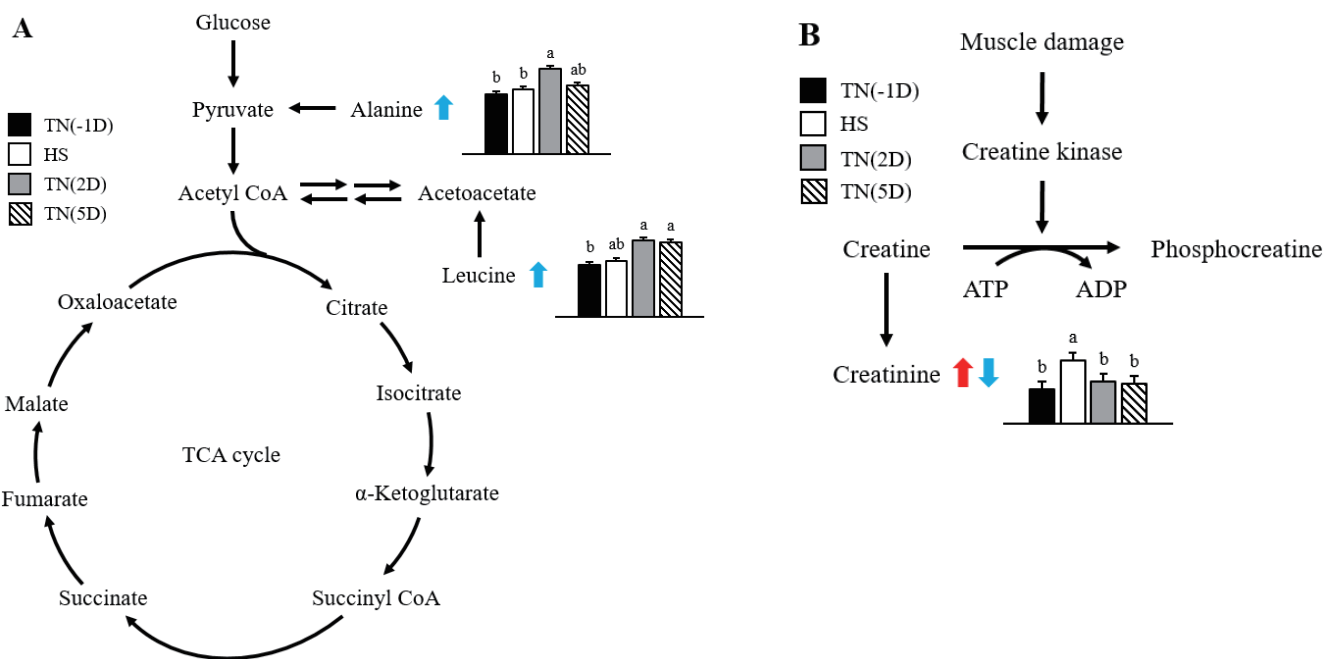 A
Glucose
Pyruvate
Alanine
b b a ab
TN(-1D)
HS
TN(2D)
TN(5D)
Acetyl CoA
Acetoacetate
Leucine
b ab a a
Oxaloacetate
Citrate
Malate
Isocitrate
TCA cycle
Fumarate
α-Ketoglutarate
Succinate
Succinyl CoA
B
Muscle damage
TN(-1D)
HS
TN(2D)
TN(5D)
Creatine kinase
Creatine
Phosphocreatine
ATP
ADP
Creatinine
b a b b